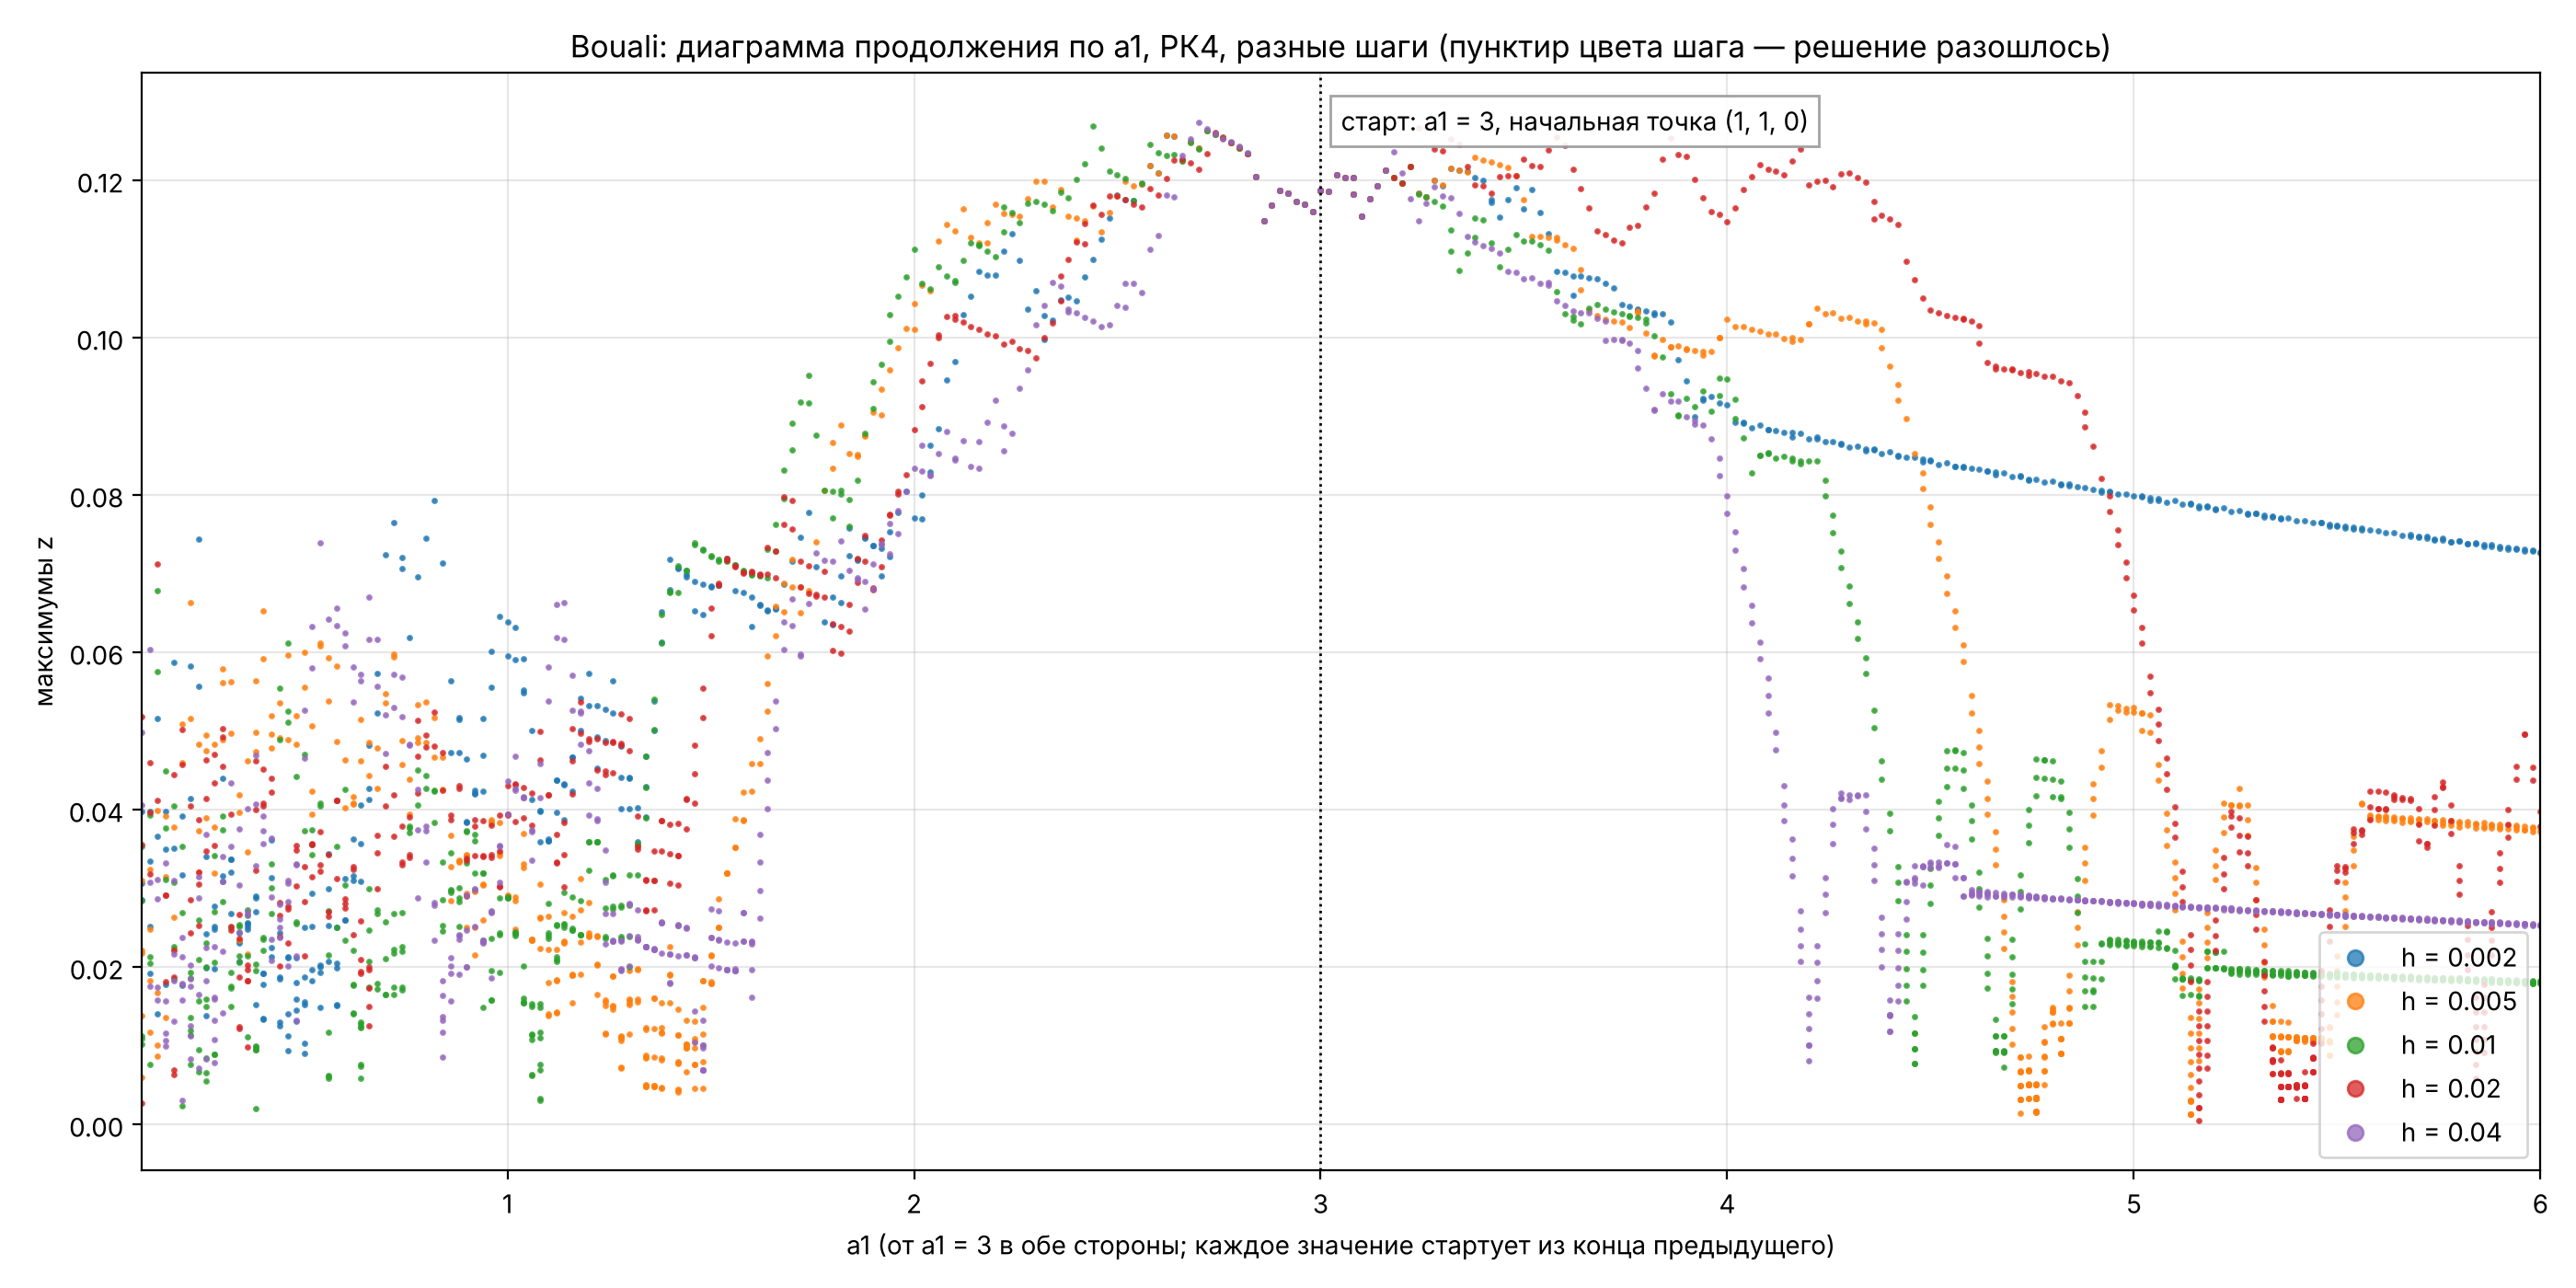 Bouali: диаграмма продолжения по a1, РК4, разные шаги (пунктир цвета шага — решение разошлось)
старт: a1 = 3, начальная точка (1, 1, 0)
максимумы z
0.12
0.10
0.08
0.06
0.04
0.02
0.00
h = 0.002
h = 0.005
h = 0.01
h = 0.02
h = 0.04
1
2
3
4
5
6
a1 (от a1 = 3 в обе стороны; каждое значение стартует из конца предыдущего)